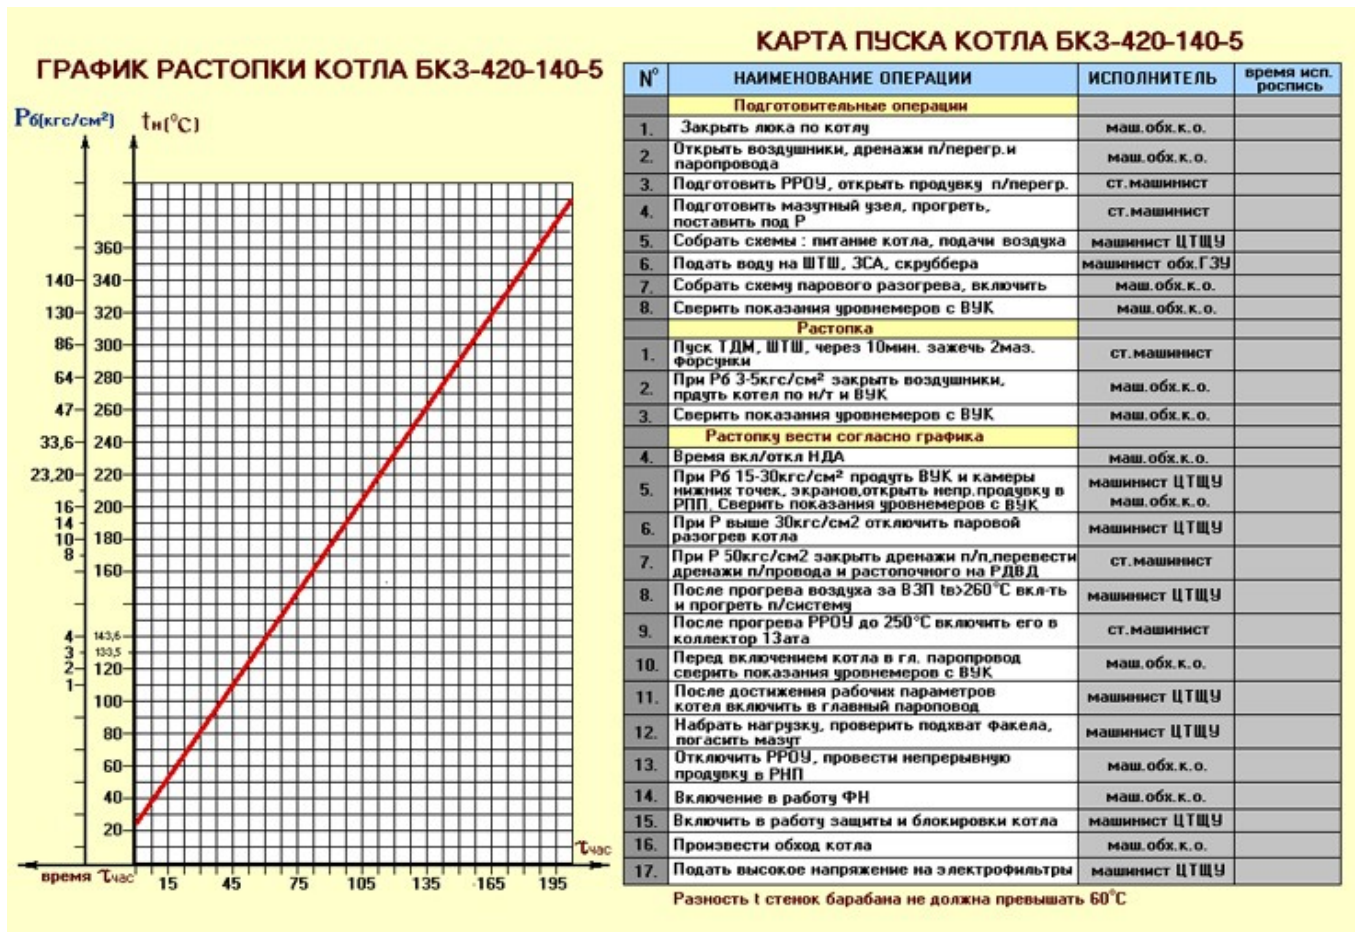 ГРАФИК РАСТОПКИ КОТЛА БКЗ-420-140-5
Рб(кгс/см²) tн(°С)
360
140 340
130 320
86 300
64 280
47 260
33,6 240
23,20 220
16 200
14
10 180
8
160
4 143,6
3 133,5
2 120
1
100
80
60
40
20
τчас
время τчас 15 45 75 105 135 165 195
КАРТА ПУСКА КОТЛА БКЗ-420-140-5
N° НАИМЕНОВАНИЕ ОПЕРАЦИИ ИСПОЛНИТЕЛЬ время исп.
роспись
Подготовительные операции
1. Закрыть люка по котлу маш.обх.к.о.
2. Открыть воздушники, дренажи п/перегр.и
паропровода маш.обх.к.о.
3. Подготовить РРОУ, открыть продувку п/перегр. ст.машинист
4. Подготовить мазутный узел, прогреть,
поставить под Р ст.машинист
5. Собрать схемы : питание котла, подачи воздуха машинист ЦТЩУ
6. Подать воду на ШТШ, ЗСА, скруббера машинист обх.ГЗУ
7. Собрать схему парового разогрева, включить маш.обх.к.о.
8. Сверить показания уровнемеров с ВУК маш.обх.к.о.
Растопка
1. Пуск ТДМ, ШТШ, через 10мин. зажечь 2маз.
форсунки ст.машинист
2. При Рб 3-5кгс/см² закрыть воздушники,
прдуть котел по н/т и ВУК маш.обх.к.о.
3. Сверить показания уровнемеров с ВУК маш.обх.к.о.
Растопку вести согласно графика
4. Время вкл/откл НДА маш.обх.к.о.
5. При Рб 15-30кгс/см² продуть ВУК и камеры машинист ЦТЩУ
нижних точек, экранов,открыть непр.продувку в
РПП. Сверить показания уровнемеров с ВУК маш.обх.к.о.
6. При Р выше 30кгс/см2 отключить паровой
разогрев котла машинист ЦТЩУ
7. При Р 50кгс/см2 закрыть дренажи п/п,перевести
дренажи п/провода и растопочного на РДВД ст.машинист
8. После прогрева воздуха за ВЗП tв>260°С вкл-ть
и прогреть п/систему машинист ЦТЩУ
9. После прогрева РРОУ до 250°С включить его в
коллектор 13ата ст.машинист
10. Перед включением котла в гл. паропровод
сверить показания уровнемеров с ВУК маш.обх.к.о.
11. После достижения рабочих параметров
котел включить в главный пароповод машинист ЦТЩУ
12. Набрать нагрузку, проверить подхват факела,
погасить мазут машинист ЦТЩУ
13. Отключить РРОУ, провести непрерывную
продувку в РНП маш.обх.к.о.
14. Включение в работу ФН маш.обх.к.о.
15. Включить в работу защиты и блокировки котла машинист ЦТЩУ
16. Произвести обход котла маш.обх.к.о.
17. Подать высокое напряжение на электрофильтры машинист ЦТЩУ
Разность t стенок барабана не должна превышать 60°С